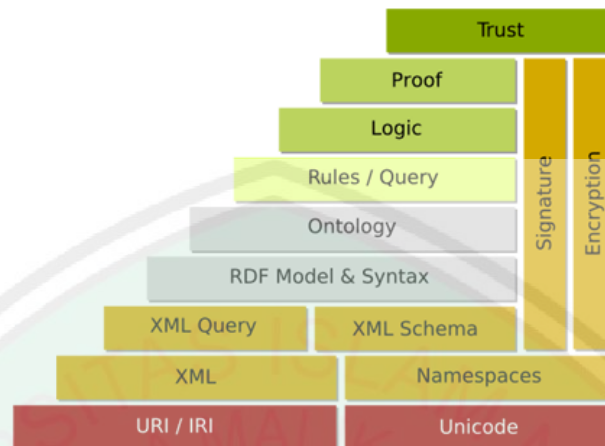 Trust
Proof
Logic
Rules / Query
Ontology
RDF Model & Syntax
Signature
Encryption
XML Query
XML Schema
XML
Namespaces
URI / IRI
Unicode